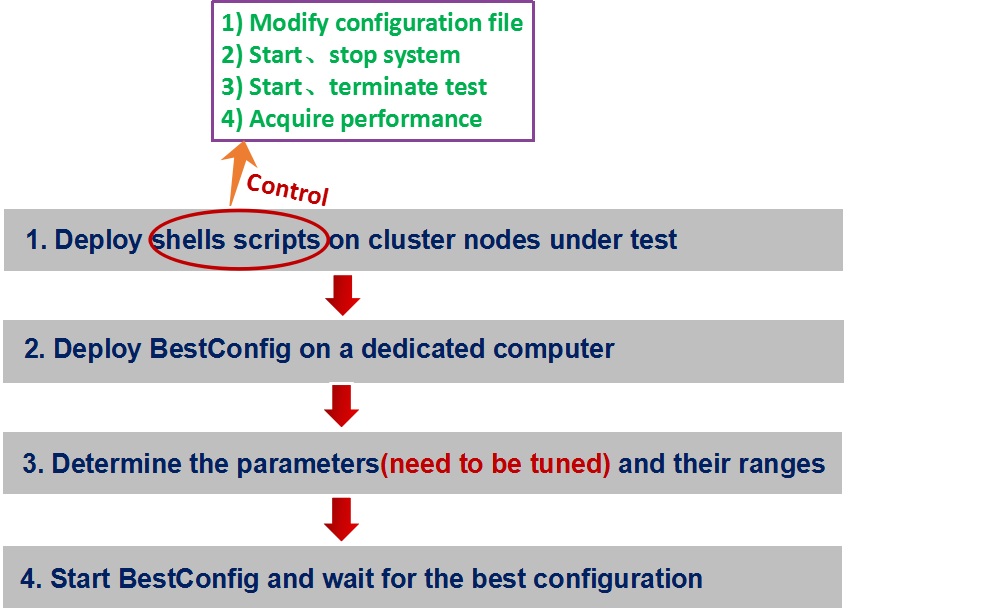 1) Modify configuration file
2) Start、stop system
3) Start、terminate test
4) Acquire performance
Control
1. Deploy shells scripts on cluster nodes under test
2. Deploy BestConfig on a dedicated computer
3. Determine the parameters(need to be tuned) and their ranges
4. Start BestConfig and wait for the best configuration